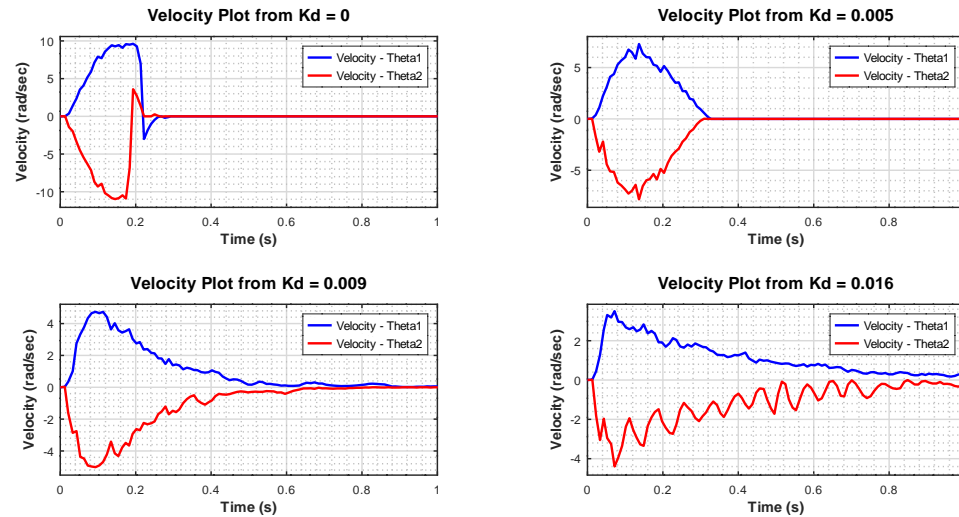 Velocity Plot from Kd = 0
Velocity (rad/sec)
10
5
0
-5
-10
Velocity - Theta1
Velocity - Theta2
0 0.2 0.4 0.6 0.8 1
Time (s)
Velocity Plot from Kd = 0.005
Velocity (rad/sec)
5
0
-5
Velocity - Theta1
Velocity - Theta2
0 0.2 0.4 0.6 0.8
Time (s)
Velocity Plot from Kd = 0.009
Velocity (rad/sec)
4
2
0
-2
-4
Velocity - Theta1
Velocity - Theta2
0 0.2 0.4 0.6 0.8 1
Time (s)
Velocity Plot from Kd = 0.016
Velocity (rad/sec)
2
0
-2
-4
Velocity - Theta1
Velocity - Theta2
0 0.2 0.4 0.6 0.8
Time (s)